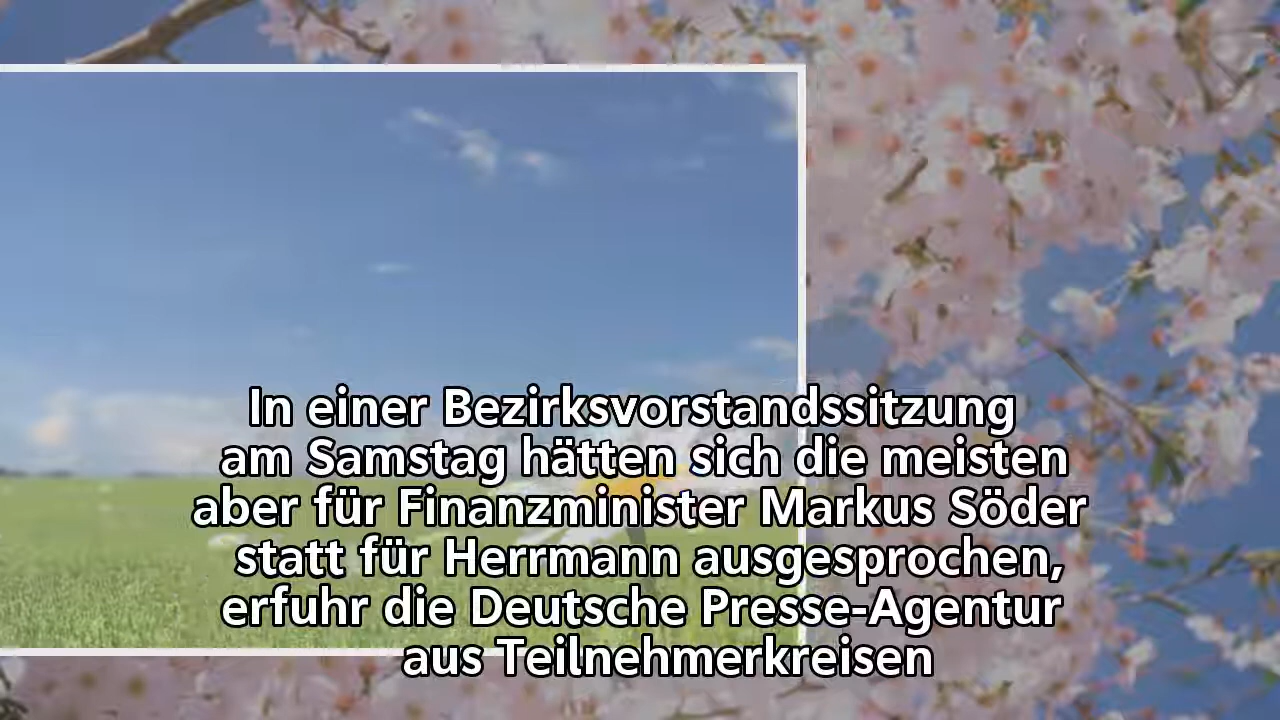 In einer Bezirksvorstandssitzung
am Samstag hätten sich die meisten
aber für Finanzminister Markus Söder
statt für Herrmann ausgesprochen,
erfuhr die Deutsche Presse-Agentur
aus Teilnehmerkreisen